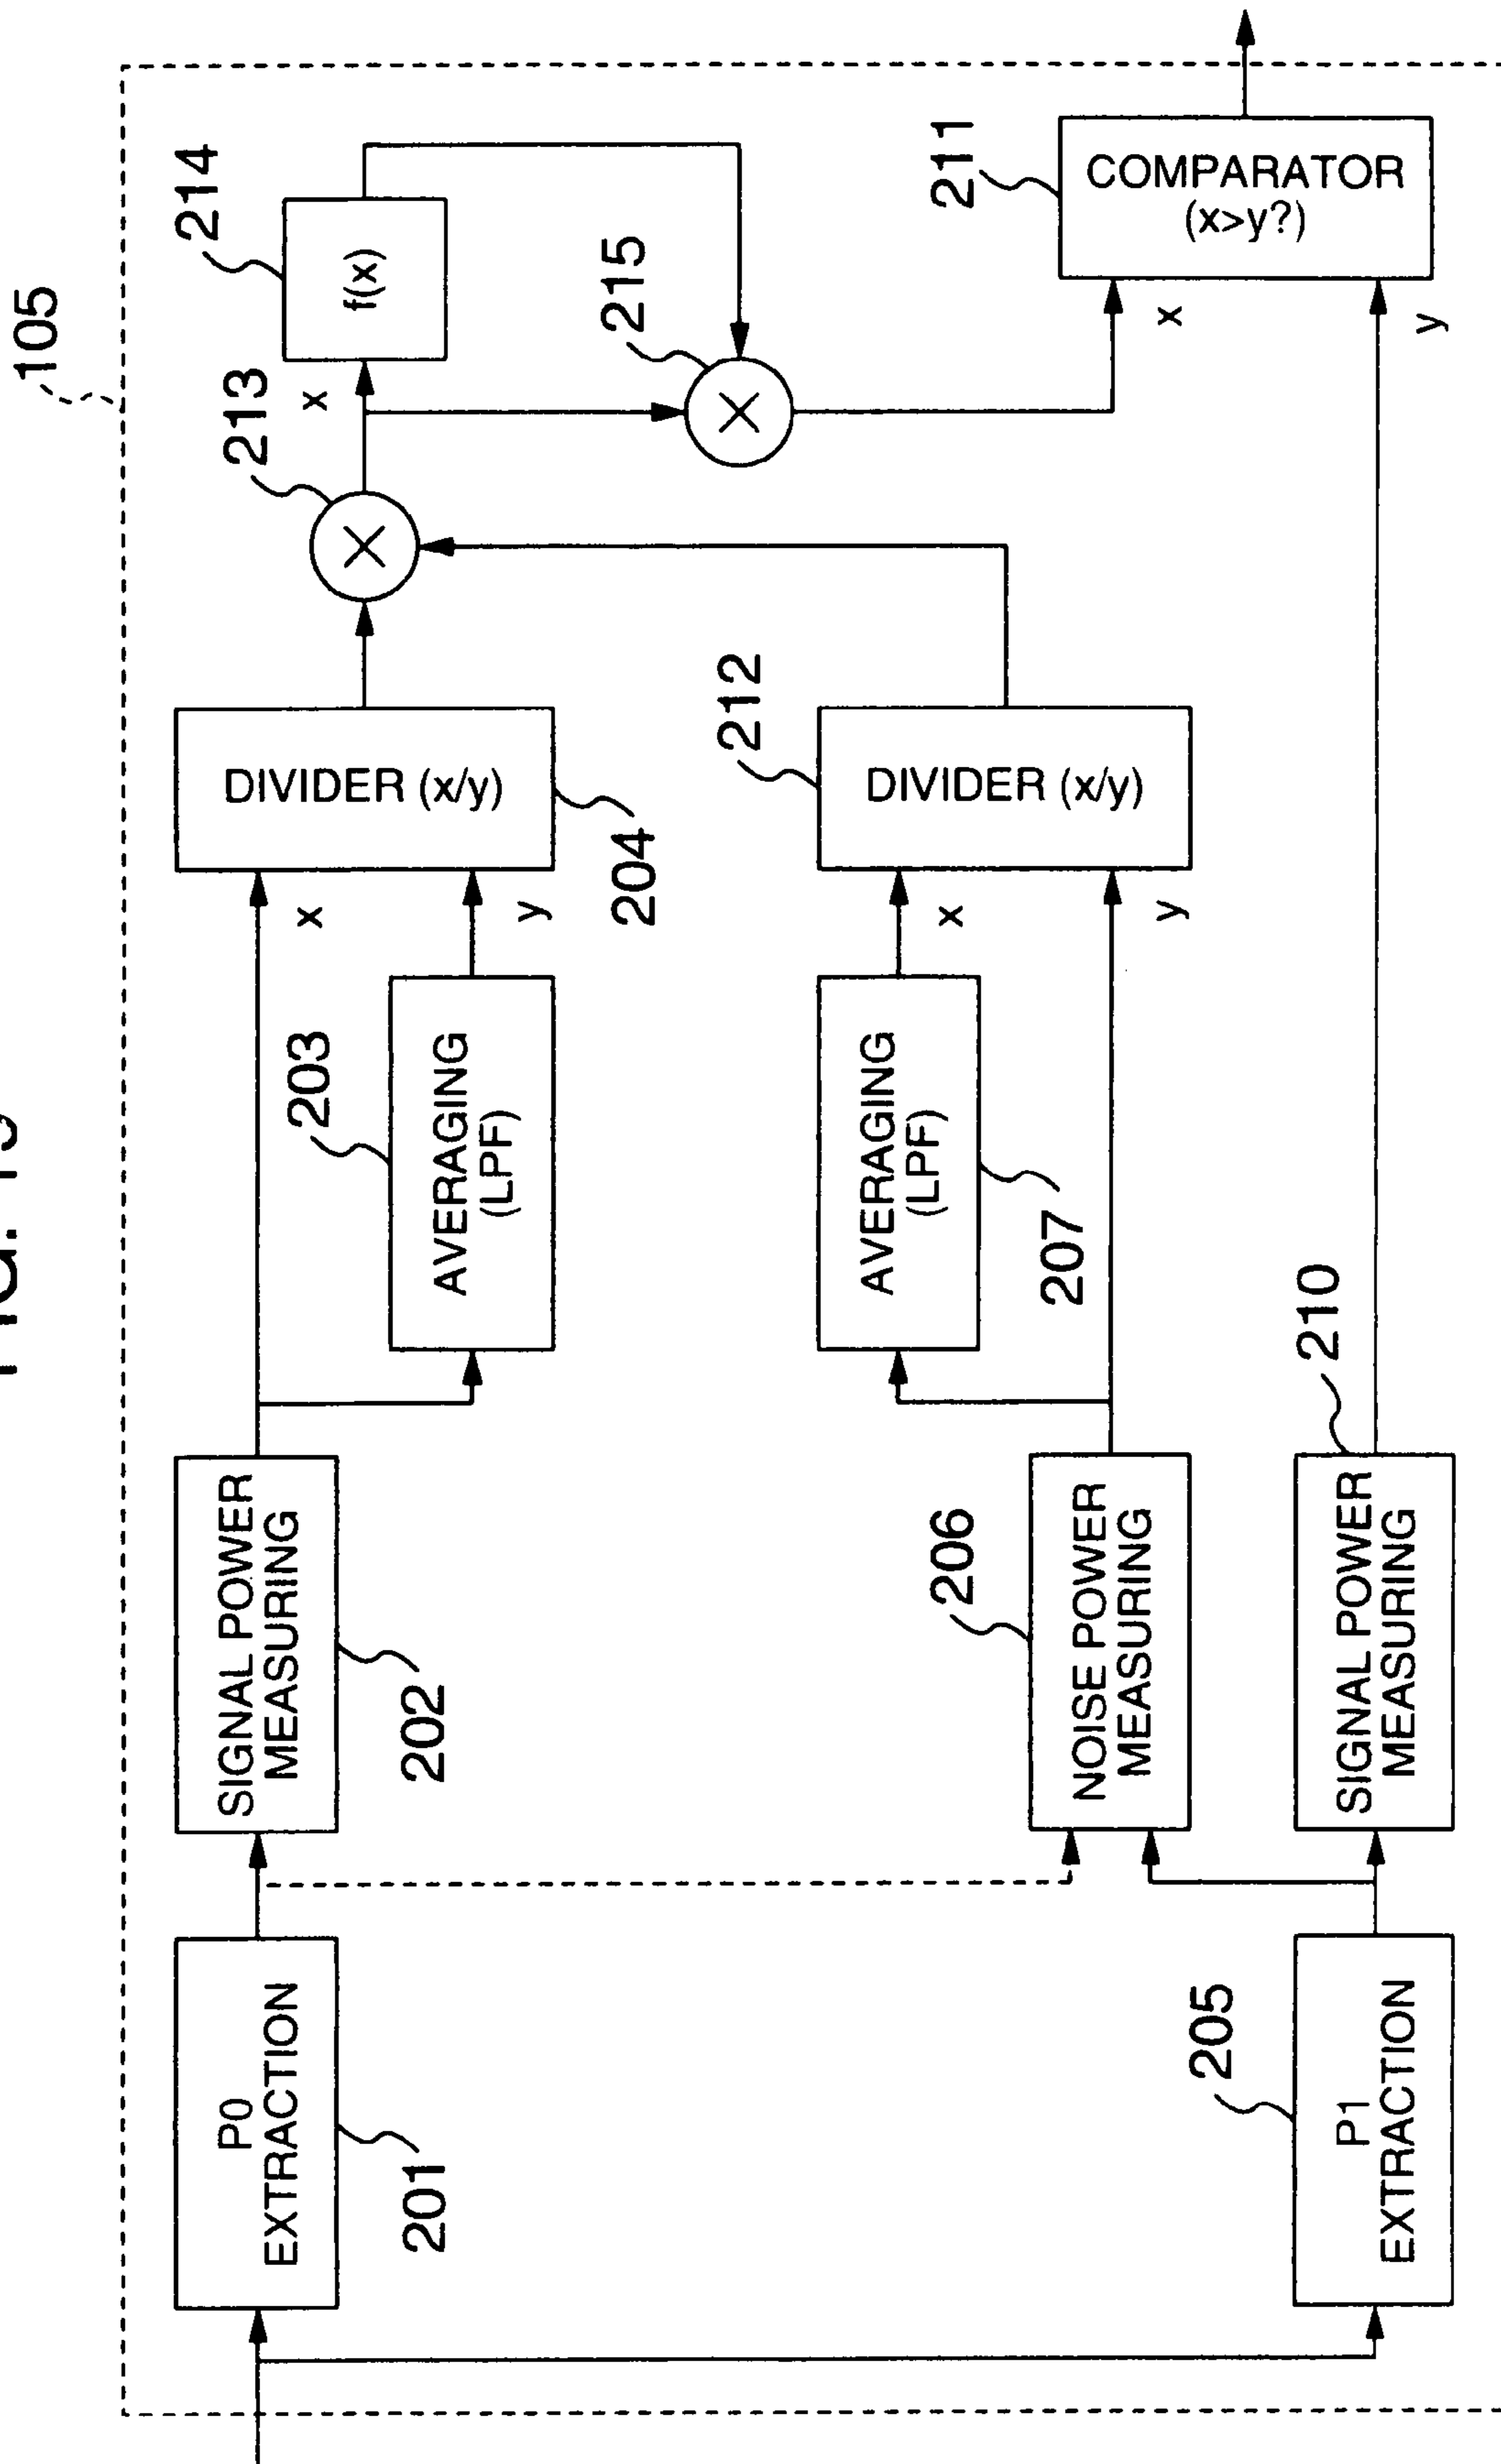 105
P0
EXTRACTION
201
SIGNAL POWER
MEASURING
202
AVERAGING
(LPF)
203
x
y
DIVIDER (x/y)
204
213
x
f(x)
214
215
P1
EXTRACTION
205
NOISE POWER
MEASURING
206
AVERAGING
(LPF)
207
x
y
DIVIDER (x/y)
212
SIGNAL POWER
MEASURING
210
x
y
COMPARATOR
(x>y?)
211